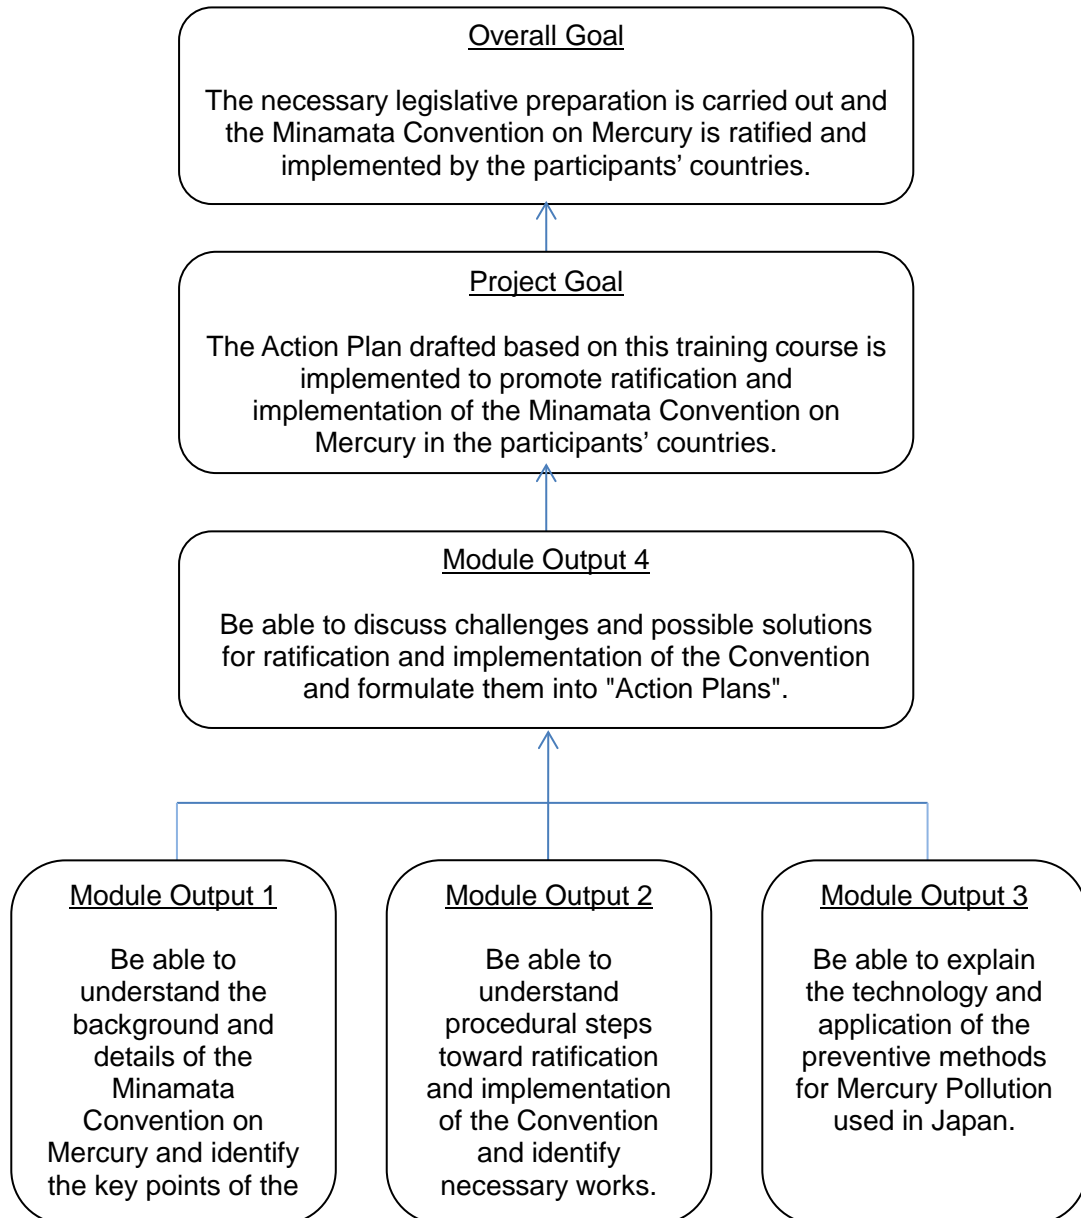 Overall Goal
The necessary legislative preparation is carried out and
the Minamata Convention on Mercury is ratified and
implemented by the participants’ countries.
Project Goal
The Action Plan drafted based on this training course is
implemented to promote ratification and
implementation of the Minamata Convention on
Mercury in the participants’ countries.
Module Output 4
Be able to discuss challenges and possible solutions
for ratification and implementation of the Convention
and formulate them into "Action Plans".
Module Output 1
Be able to
understand the
background and
details of the
Minamata
Convention on
Mercury and identify
the key points of the
Module Output 2
Be able to
understand
procedural steps
toward ratification
and implementation
of the Convention
and identify
necessary works.
Module Output 3
Be able to explain
the technology and
application of the
preventive methods
for Mercury Pollution
used in Japan.